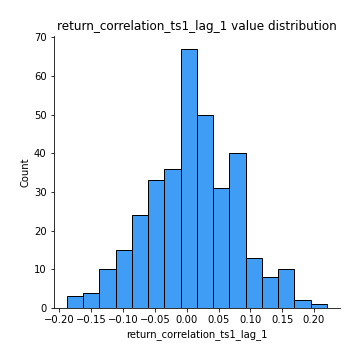 return_correlation_ts1_lag_1 value distribution
70
60
50
40
30
20
10
0
Count
−0.20 −0.15 −0.10 −0.05 0.00 0.05 0.10 0.15 0.20
return_correlation_ts1_lag_1